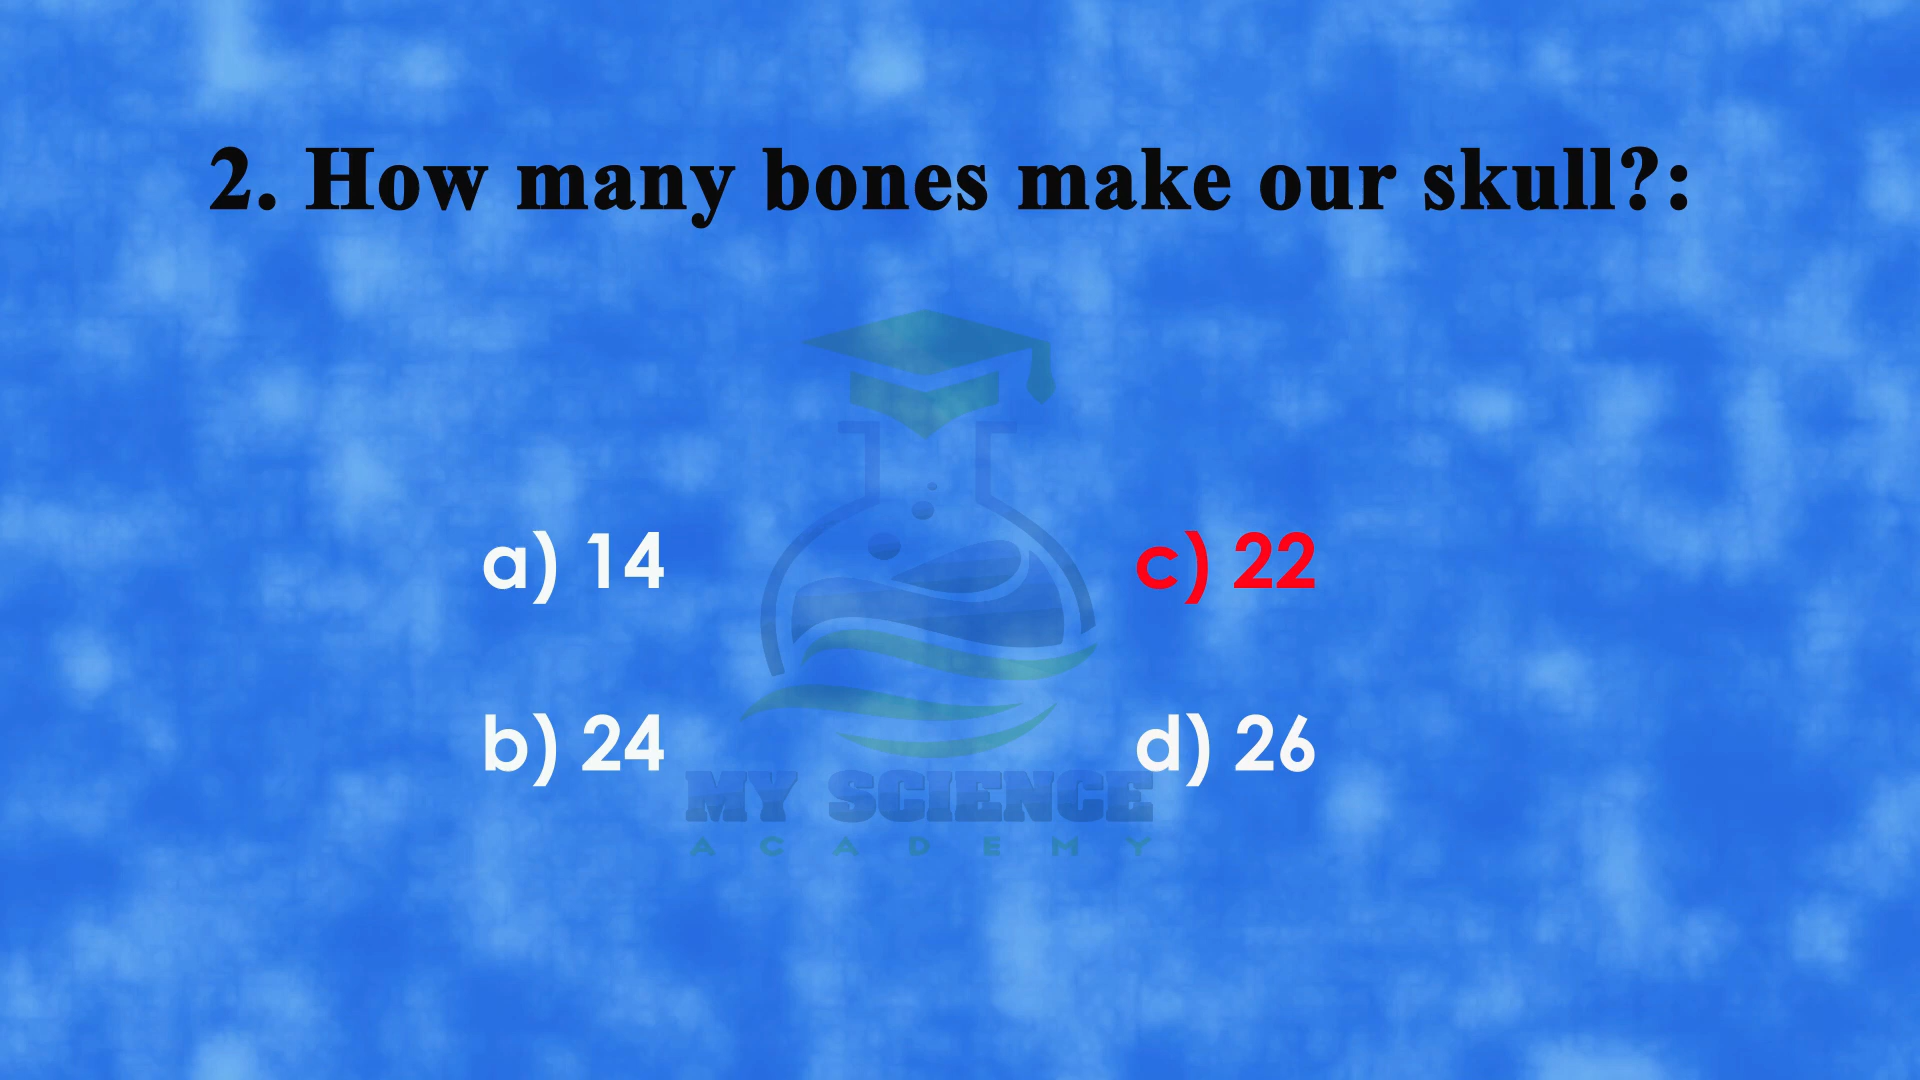 2. How many bones make our skull?:
a) 14
c) 22
b) 24
d) 26
MY SCIENCE
ACADEMY